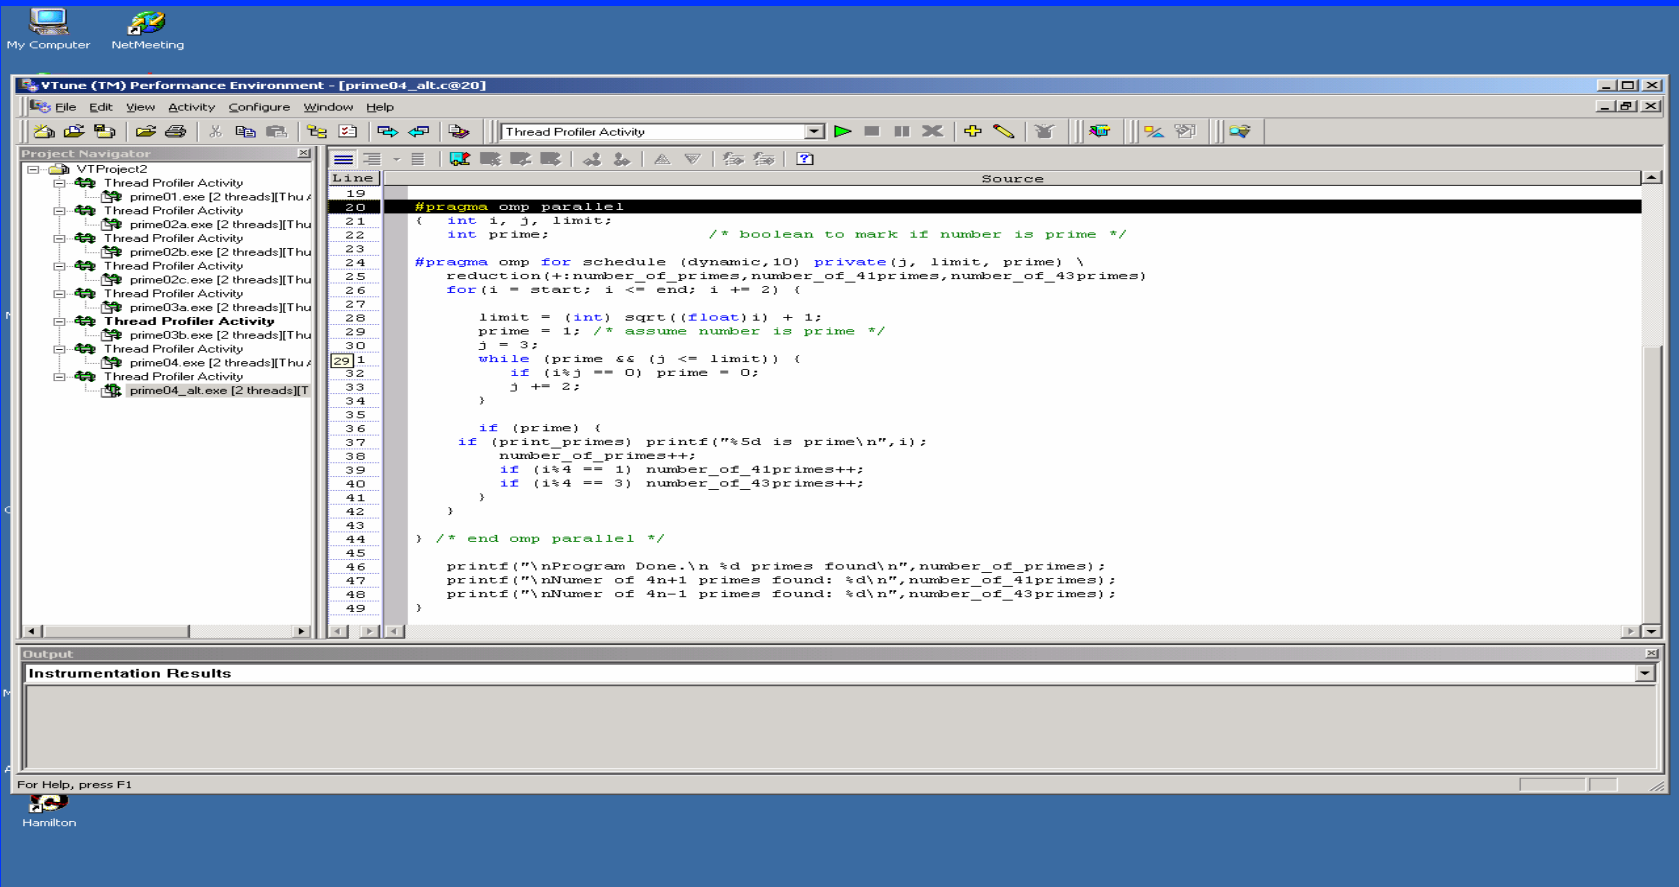 My Computer
NetMeeting
VTune (TM) Performance Environment - [prime04_alt.c@20]
File Edit View Activity Configure Window Help
Thread Profiler Activity
Project Navigator
VTProject2
Thread Profiler Activity
prime01.exe [2 threads][Thu
Thread Profiler Activity
prime02a.exe [2 threads][Thu
Thread Profiler Activity
prime02b.exe [2 threads][Thu
Thread Profiler Activity
prime02c.exe [2 threads][Thu
Thread Profiler Activity
prime03a.exe [2 threads][Thu
Thread Profiler Activity
prime03b.exe [2 threads][Thu
Thread Profiler Activity
prime04.exe [2 threads][Thu
Thread Profiler Activity
prime04_alt.exe [2 threads][T
Line Source
19
20 #pragma omp parallel
21 { int i, j, limit;
22 int prime; /* boolean to mark if number is prime */
23
24 #pragma omp for schedule (dynamic,10) private(j, limit, prime) \
25 reduction(+:number_of_primes,number_of_41primes,number_of_43primes)
26 for(i = start; i <= end; i += 2) {
27
28 limit = (int) sqrt((float)i) + 1;
29 prime = 1; /* assume number is prime */
30 j = 3;
29 1 while (prime && (j <= limit)) {
32 if (i%j == 0) prime = 0;
33 j += 2;
34 }
35
36 if (prime) {
37 if (print_primes) printf("%5d is prime\n",i);
38 number_of_primes++;
39 if (i%4 == 1) number_of_41primes++;
40 if (i%4 == 3) number_of_43primes++;
41 }
42 }
43
44 } /* end omp parallel */
45
46 printf("\nProgram Done.\n %d primes found\n",number_of_primes);
47 printf("\nNumer of 4n+1 primes found: %d\n",number_of_41primes);
48 printf("\nNumer of 4n-1 primes found: %d\n",number_of_43primes);
49 }
Output
Instrumentation Results
For Help, press F1
Hamilton